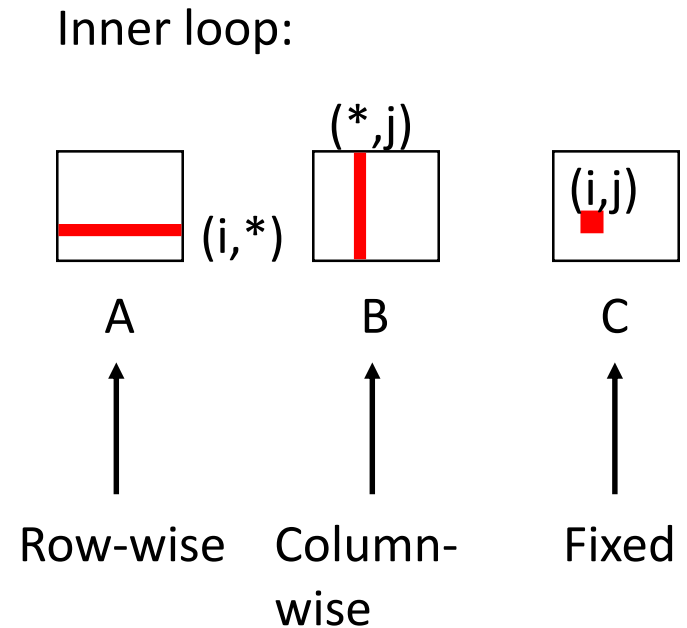 Inner loop:
(*,j)
(i,j)
(i,*)
A
B
C
Row-wise
Column-
wise
Fixed